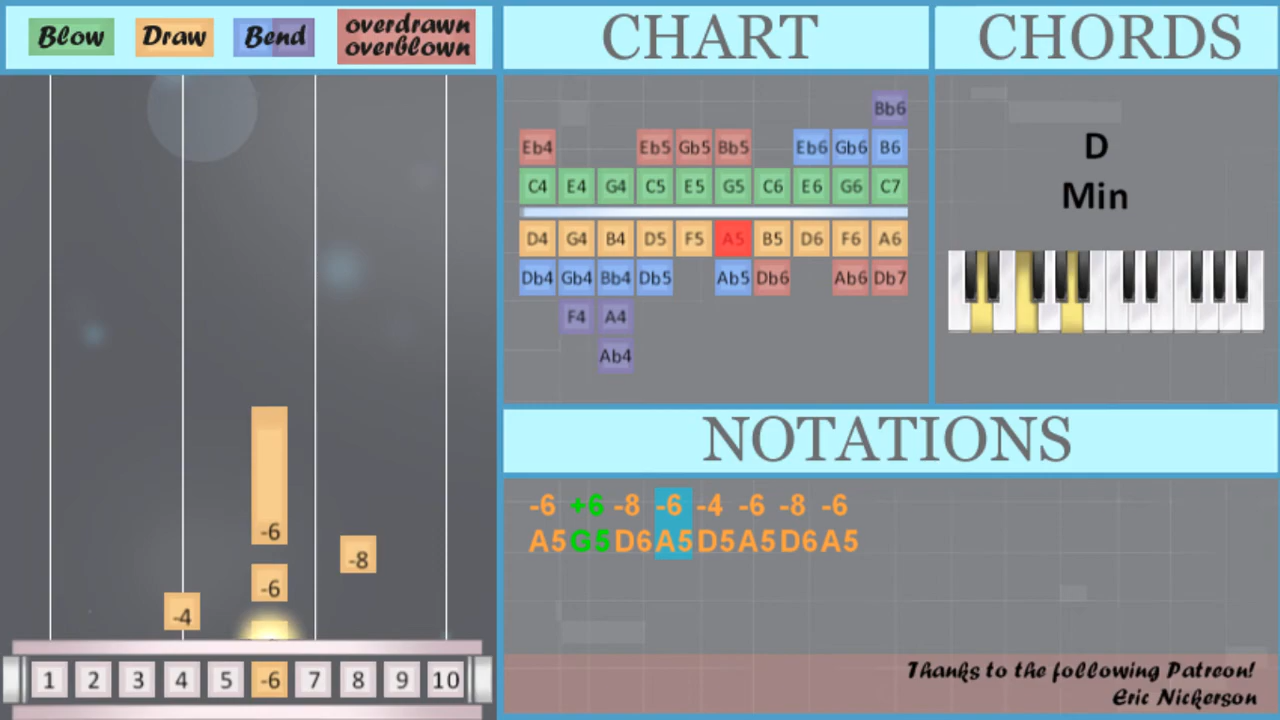 Blow Draw Bend overdrawn
overblown
CHART
CHORDS
Bb6
Eb4 Eb5 Gb5 Bb5 Eb6 Gb6 B6
C4 E4 G4 C5 E5 G5 C6 E6 G6 C7
D4 G4 B4 D5 F5 A5 B5 D6 F6 A6
Db4 Gb4 Bb4 Db5 Ab5 Db6 Ab6 Db7
F4 A4
Ab4
D
Min
NOTATIONS
-6 +6 -8 -6 -4 -6 -8 -6
A5 G5 D6 A5 D5 A5 D6 A5
-6
-8
-6
-4
1 2 3 4 5 -6 7 8 9 10
Thanks to the following Patreon!
Eric Nickerson